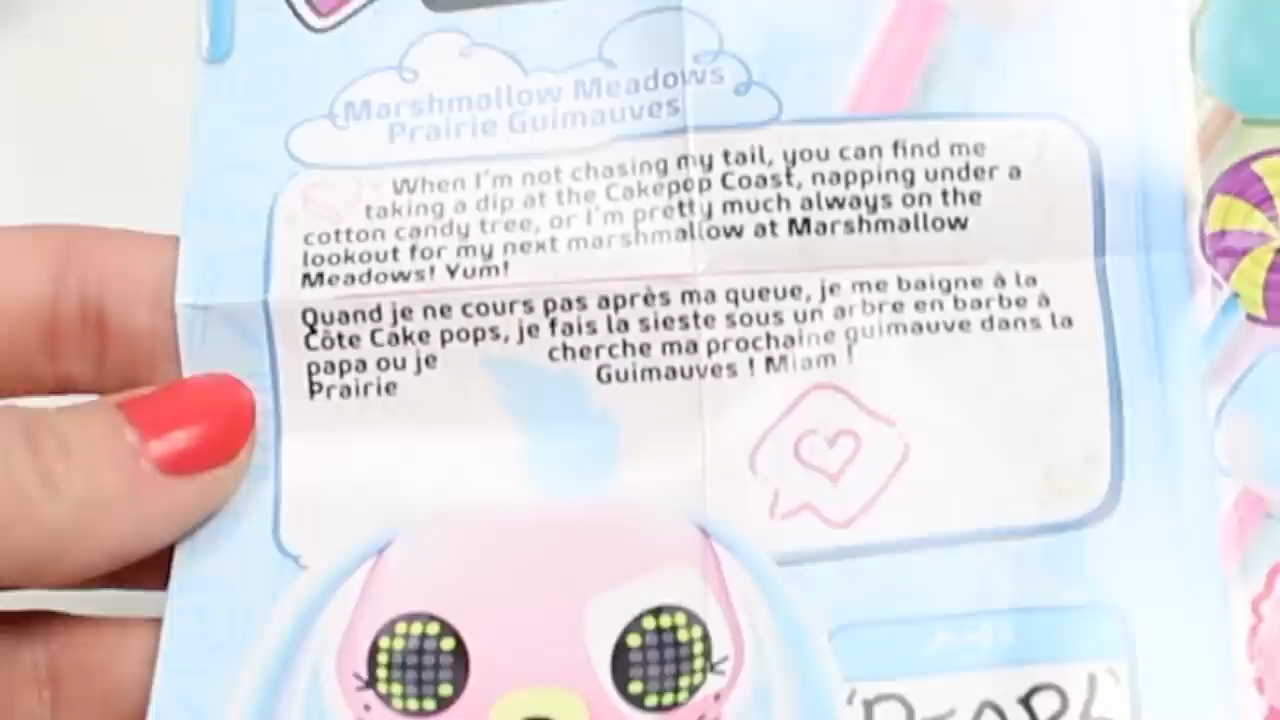 Marshmallow Meadows
Prairie Guimauves
When I'm not chasing my tail, you can find me
taking a dip at the Cakepop Coast, napping under a
cotton candy tree, or I'm pretty much always on the
lookout for my next marshmallow at Marshmallow
Meadows! Yum!
Quand je ne cours pas après ma queue, je me baigne à la
Côte Cake pops, je fais la sieste sous un arbre en barbe à
papa ou je cherche ma prochaine guimauve dans la
Prairie Guimauves ! Miam !